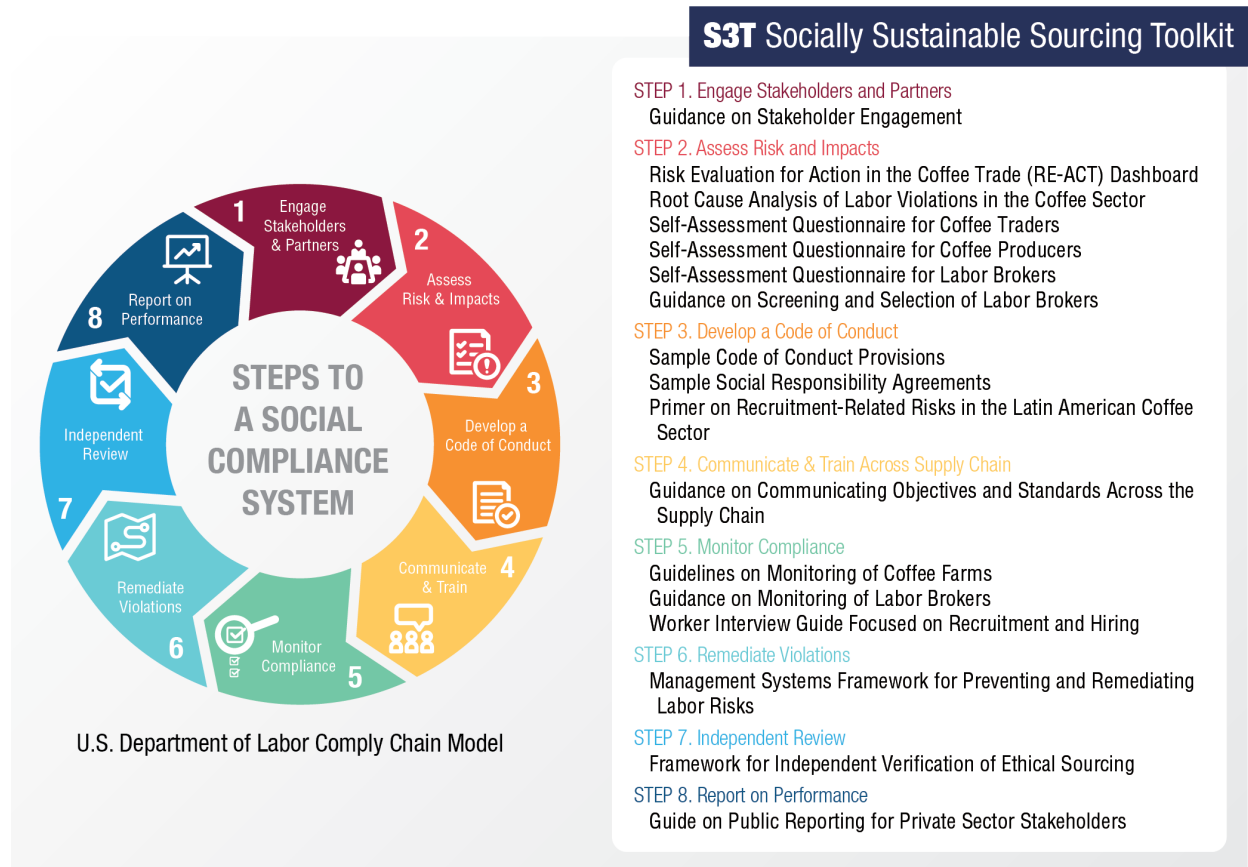 S3T Socially Sustainable Sourcing Toolkit
1
Engage
Stakeholders
& Partners
2
Assess
Risk & Impacts
3
Develop a
Code of Conduct
4
Communicate
& Train
5
Monitor
Compliance
6
Remediate
Violations
7
Independent
Review
8
Report on
Performance
STEPS TO
A SOCIAL
COMPLIANCE
SYSTEM
U.S. Department of Labor Comply Chain Model
STEP 1. Engage Stakeholders and Partners
Guidance on Stakeholder Engagement
STEP 2. Assess Risk and Impacts
Risk Evaluation for Action in the Coffee Trade (RE-ACT) Dashboard
Root Cause Analysis of Labor Violations in the Coffee Sector
Self-Assessment Questionnaire for Coffee Traders
Self-Assessment Questionnaire for Coffee Producers
Self-Assessment Questionnaire for Labor Brokers
Guidance on Screening and Selection of Labor Brokers
STEP 3. Develop a Code of Conduct
Sample Code of Conduct Provisions
Sample Social Responsibility Agreements
Primer on Recruitment-Related Risks in the Latin American Coffee
Sector
STEP 4. Communicate & Train Across Supply Chain
Guidance on Communicating Objectives and Standards Across the
Supply Chain
STEP 5. Monitor Compliance
Guidelines on Monitoring of Coffee Farms
Guidance on Monitoring of Labor Brokers
Worker Interview Guide Focused on Recruitment and Hiring
STEP 6. Remediate Violations
Management Systems Framework for Preventing and Remediating
Labor Risks
STEP 7. Independent Review
Framework for Independent Verification of Ethical Sourcing
STEP 8. Report on Performance
Guide on Public Reporting for Private Sector Stakeholders